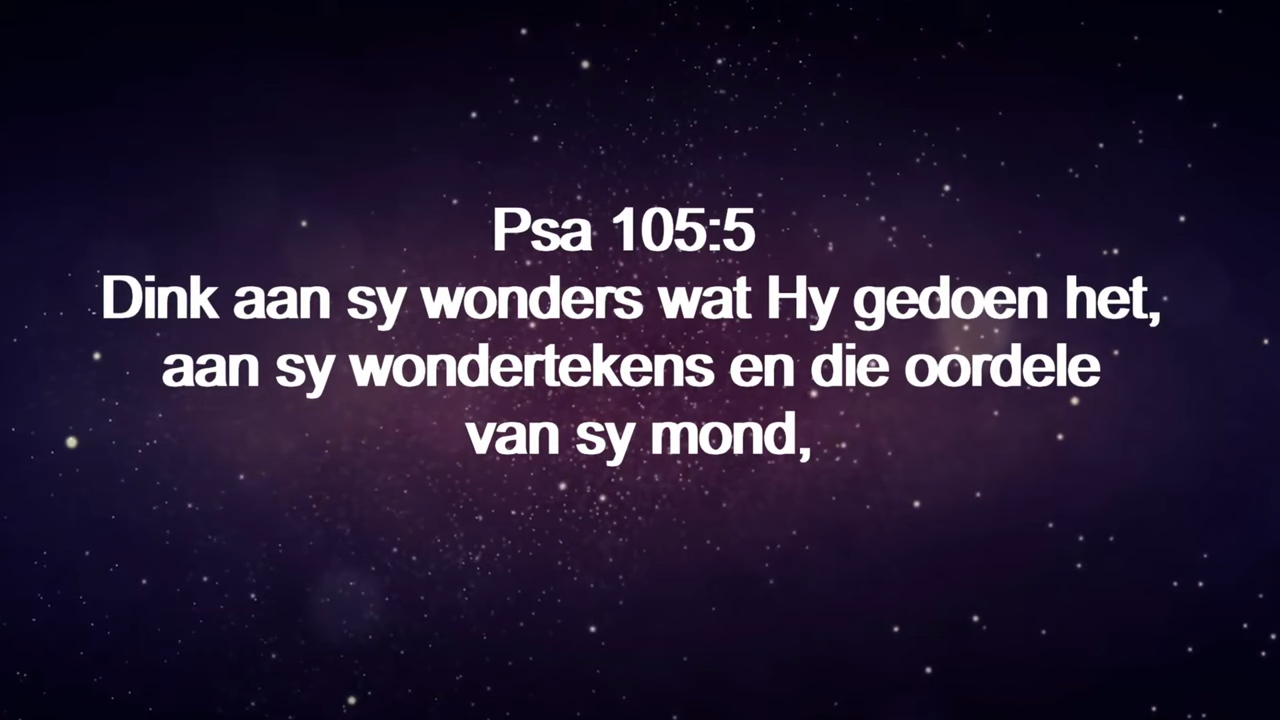 Psa 105:5
Dink aan sy wonders wat Hy gedoen het,
aan sy wondertekens en die oordele
van sy mond,